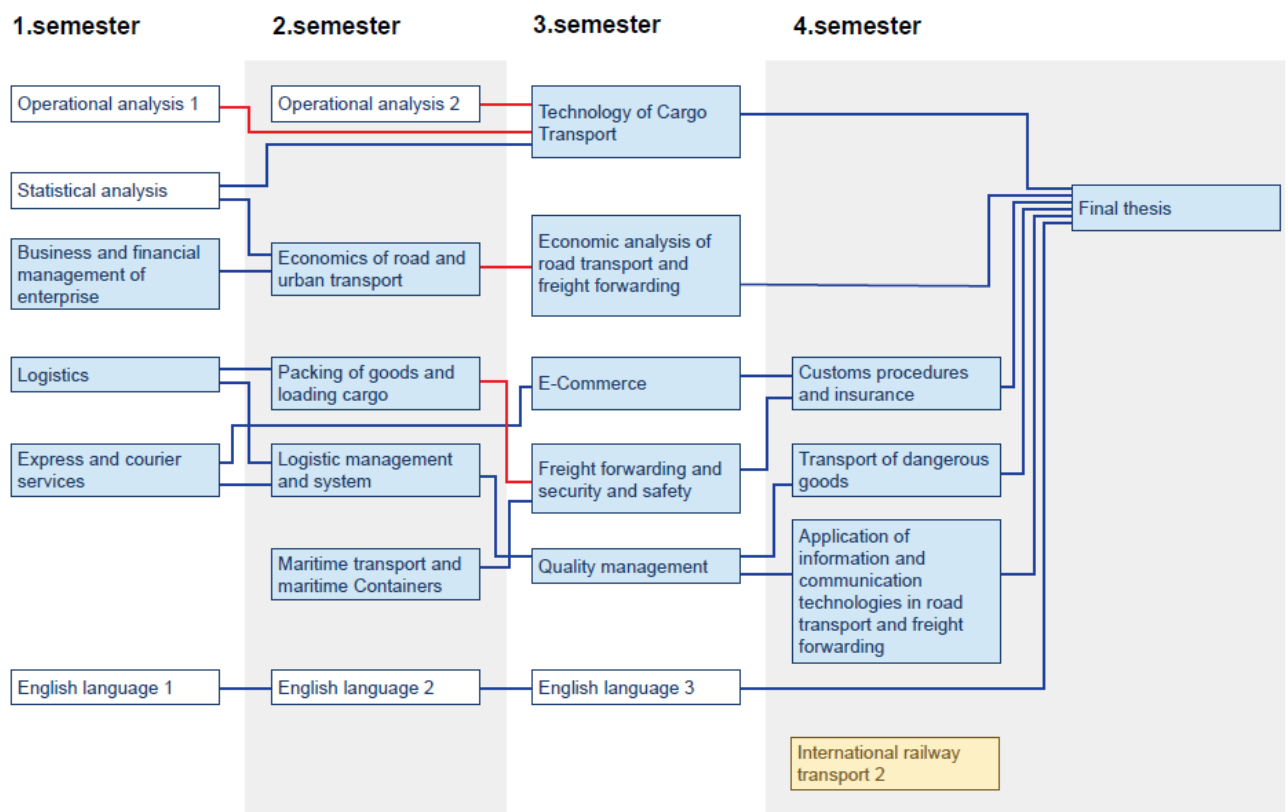 1.semester
2.semester
3.semester
4.semester
Operational analysis 1
Operational analysis 2
Technology of Cargo
Transport
Statistical analysis
Final thesis
Business and financial
management of
enterprise
Economics of road and
urban transport
Economic analysis of
road transport and
freight forwarding
Logistics
Packing of goods and
loading cargo
E-Commerce
Customs procedures
and insurance
Express and courier
services
Logistic management
and system
Freight forwarding and
security and safety
Transport of dangerous
goods
Maritime transport and
maritime Containers
Quality management
Application of
information and
communication
technologies in road
transport and freight
forwarding
English language 1
English language 2
English language 3
International railway
transport 2